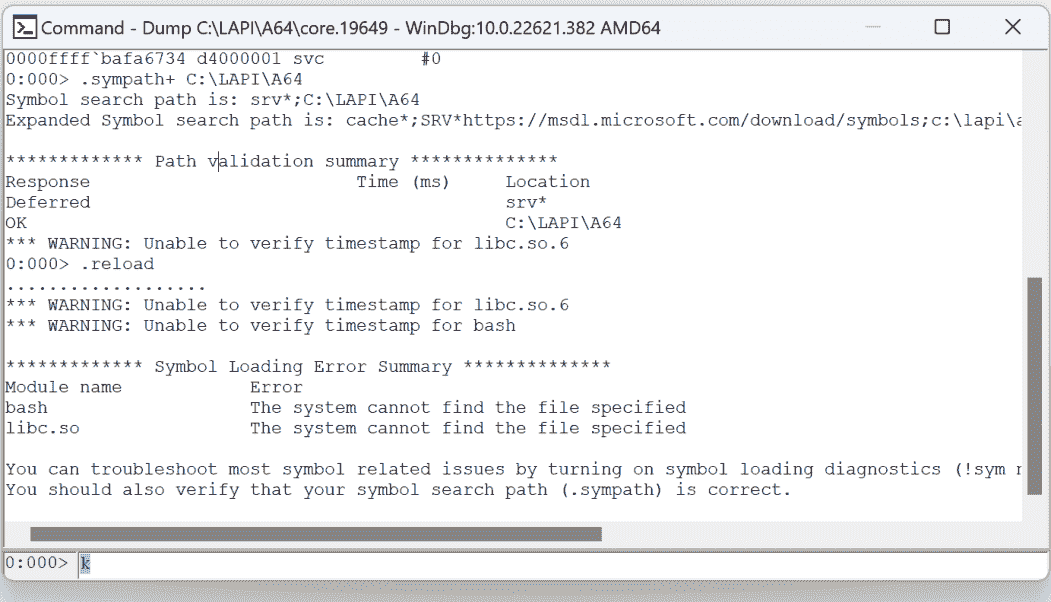 Command - Dump C:\LAPI\A64\core.19649 - WinDbg:10.0.22621.382 AMD64
0000ffff`bafa6734 d4000001 svc #0
0:000> .sympath+ C:\LAPI\A64
Symbol search path is: srv*;C:\LAPI\A64
Expanded Symbol search path is: cache*;SRV*https://msdl.microsoft.com/download/symbols;c:\lapi\
************* Path validation summary **************
Response Time (ms) Location
Deferred srv*
OK C:\LAPI\A64
*** WARNING: Unable to verify timestamp for libc.so.6
0:000> .reload
...................
*** WARNING: Unable to verify timestamp for libc.so.6
*** WARNING: Unable to verify timestamp for bash
************* Symbol Loading Error Summary **************
Module name Error
bash The system cannot find the file specified
libc.so The system cannot find the file specified
You can troubleshoot most symbol related issues by turning on symbol loading diagnostics (!sym
You should also verify that your symbol search path (.sympath) is correct.
0:000> k